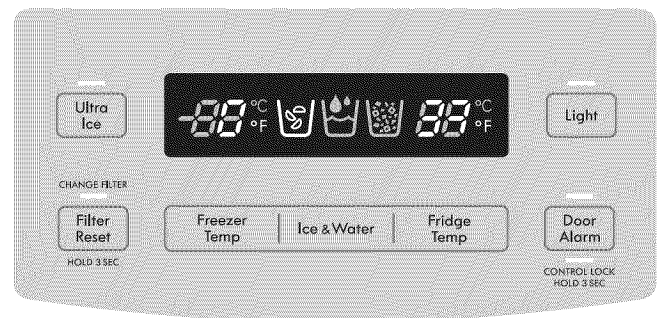 Ultra
Ice
°C
°F
°C
°F
Light
CHANGE FILTER
Filter
Reset
HOLD 3 SEC
Freezer
Temp
Ice & Water
Fridge
Temp
Door
Alarm
CONTROL LOCK
HOLD 3 SEC